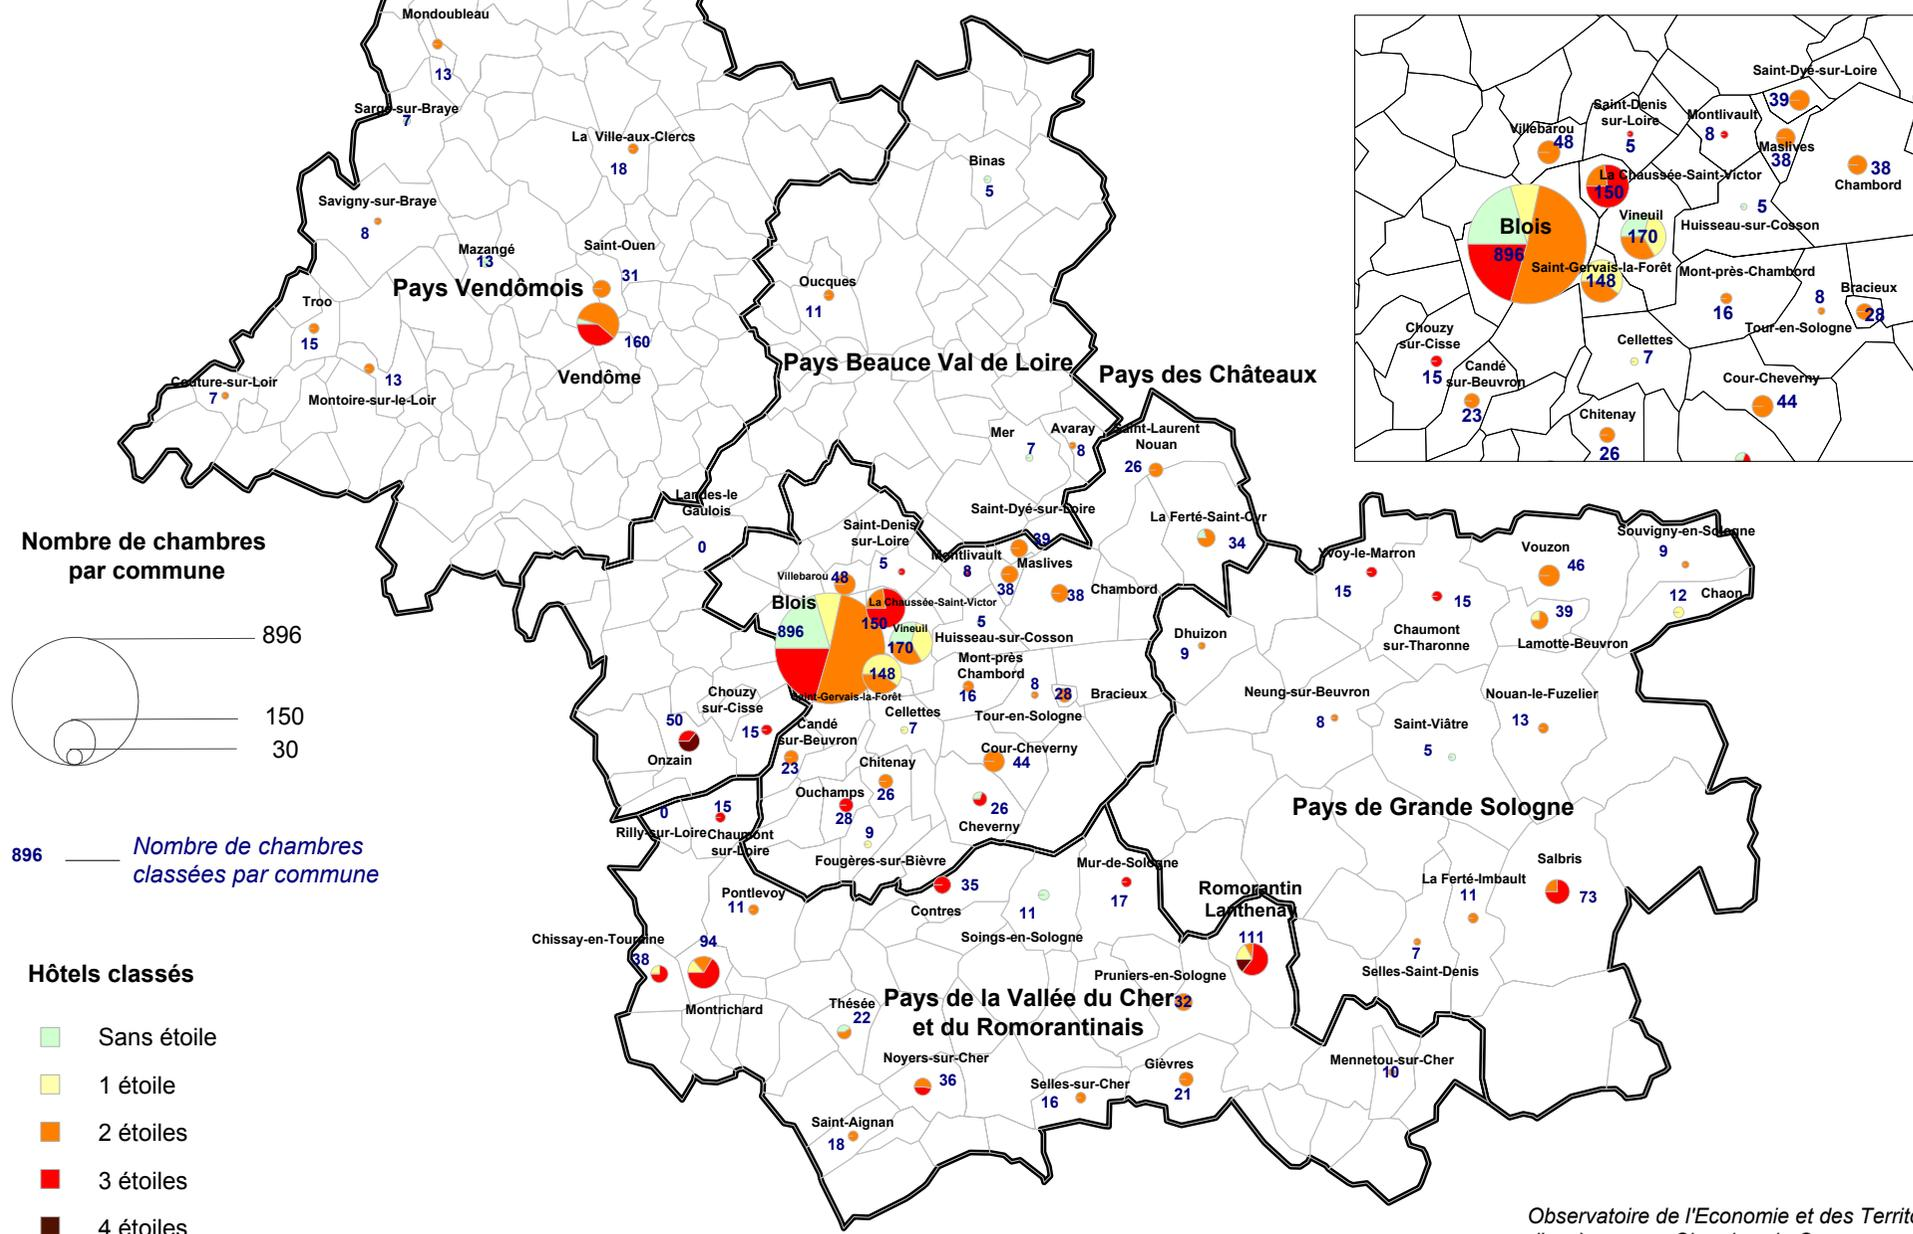 Mondoubleau
13
Sargé-sur-Braye
7
La Ville-aux-Clercs
18
Savigny-sur-Braye
8
Mazangé
13
Saint-Ouen
31
Pays Vendômois
Troo
15
160
Vendôme
Couture-sur-Loir
7
13
Montoire-sur-le-Loir
Binas
5
Oucques
11
Pays Beauce Val de Loire
Mer
7
Avaray
8
Pays des Châteaux
Saint-Laurent
Nouan
26
La Ferté-Saint-Cyr
34
Landes-le
Gaulois
0
Saint-Dyé-sur-Loire
39
Saint-Denis
sur-Loire
5
Montlivault
8
Maslives
38
38
Chambord
Villebarou
48
Blois
896
La Chaussée-Saint-Victor
150
Vineuil
170
5
Huisseau-sur-Cosson
148
Saint-Gervais-la-Forêt
Mont-près
Chambord
16
8
Tour-en-Sologne
28
Bracieux
Cellettes
7
Chouzy
sur-Cisse
15
50
Onzain
Candé
sur-Beuvron
23
Chitenay
26
Cour-Cheverny
44
Ouchamps
28
26
Cheverny
9
Fougères-sur-Bièvre
0
Rilly-sur-Loire
15
Chaumont
sur-Loire
Pontlevoy
11
35
Contres
11
Soings-en-Sologne
Mur-de-Sologne
17
Chissay-en-Touraine
38
94
Montrichard
Romorantin
Lanthenay
111
Pruniers-en-Sologne
32
Pays de la Vallée du Cher
et du Romorantinais
Thésée
22
Noyers-sur-Cher
36
Selles-sur-Cher
16
Gièvres
21
Saint-Aignan
18
Mennetou-sur-Cher
10
Yvoy-le-Marron
15
15
Chaumont
sur-Tharonne
Vouzon
46
Souvigny-en-Sologne
9
12
Chaon
39
Lamotte-Beuvron
Dhuizon
9
Neung-sur-Beuvron
8
Saint-Viâtre
5
Nouan-le-Fuzelier
13
Pays de Grande Sologne
La Ferté-Imbault
11
Salbris
73
7
Selles-Saint-Denis
Saint-Dyé-sur-Loire
39
Saint-Denis
sur-Loire
5
Montlivault
8
Villebarou
48
Maslives
38
38
Chambord
La Chaussée-Saint-Victor
150
Blois
896
Vineuil
170
5
Huisseau-sur-Cosson
Saint-Gervais-la-Forêt
148
Mont-près-Chambord
16
8
Tour-en-Sologne
Bracieux
28
Chouzy
sur-Cisse
15
Candé
sur-Beuvron
23
Cellettes
7
Cour-Cheverny
44
Chitenay
26
Nombre de chambres
par commune
896
150
30
896
Nombre de chambres
classées par commune
Hôtels classés
Sans étoile
1 étoile
2 étoiles
3 étoiles
4 étoiles
Observatoire de l'Economie et des Territo